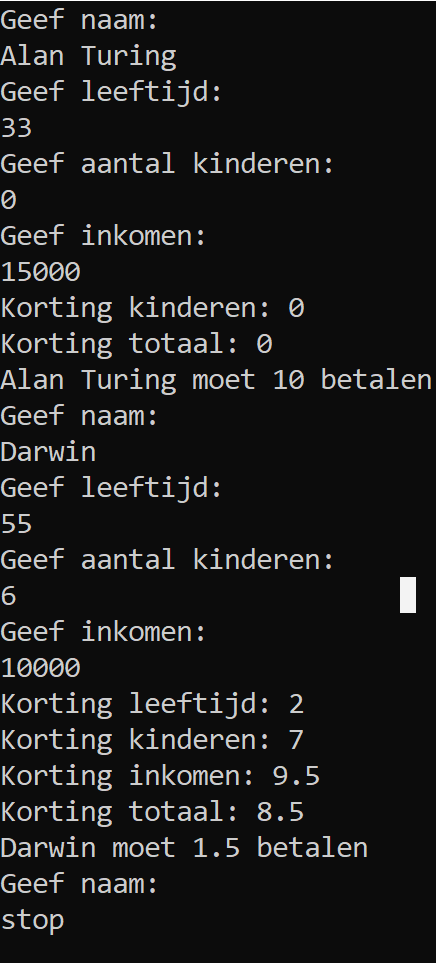 Geef naam:
Alan Turing
Geef leeftijd:
33
Geef aantal kinderen:
0
Geef inkomen:
15000
Korting kinderen: 0
Korting totaal: 0
Alan Turing moet 10 betalen
Geef naam:
Darwin
Geef leeftijd:
55
Geef aantal kinderen:
6
Geef inkomen:
10000
Korting leeftijd: 2
Korting kinderen: 7
Korting inkomen: 9.5
Korting totaal: 8.5
Darwin moet 1.5 betalen
Geef naam:
stop